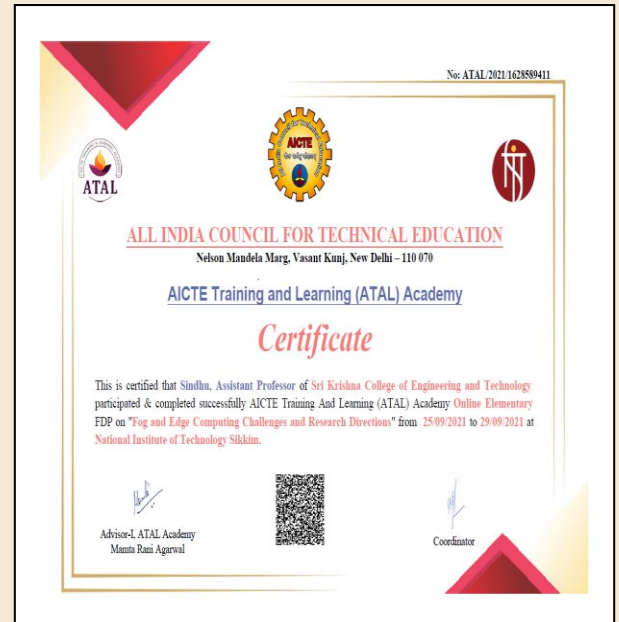 No: ATAL/2021/1628589411
ATAL
AICTE
ALL INDIA COUNCIL FOR TECHNICAL EDUCATION
Nelson Mandela Marg, Vasant Kunj, New Delhi – 110 070
AICTE Training and Learning (ATAL) Academy
Certificate
This is certified that Sindhu, Assistant Professor of Sri Krishna College of Engineering and Technology
participated & completed successfully AICTE Training And Learning (ATAL) Academy Online Elementary
FDP on "Fog and Edge Computing Challenges and Research Directions" from 25/09/2021 to 29/09/2021 at
National Institute of Technology Sikkim.
Advisor-I, ATAL Academy
Mamta Rani Agarwal
Coordinator